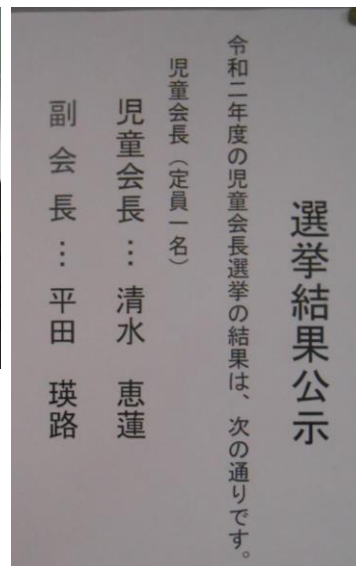 選挙結果公示
令和二年度の児童会長選挙の結果は、次の通りです。
児童会長（定員一名）
児童会長…清水　恵蓮
副会長…平田　瑛路